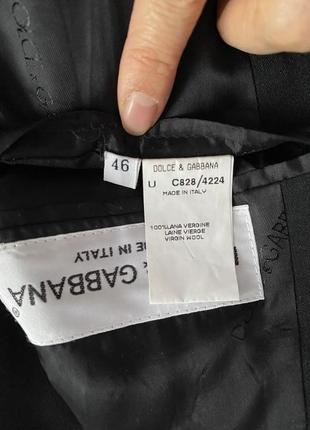 46
DOLCE & GABBANA
U C828/4224
MADE IN ITALY
100%LANA VERGINE
LAINE VIERGE
VIRGIN WOOL
& GABBANA®
DE IN ITALY